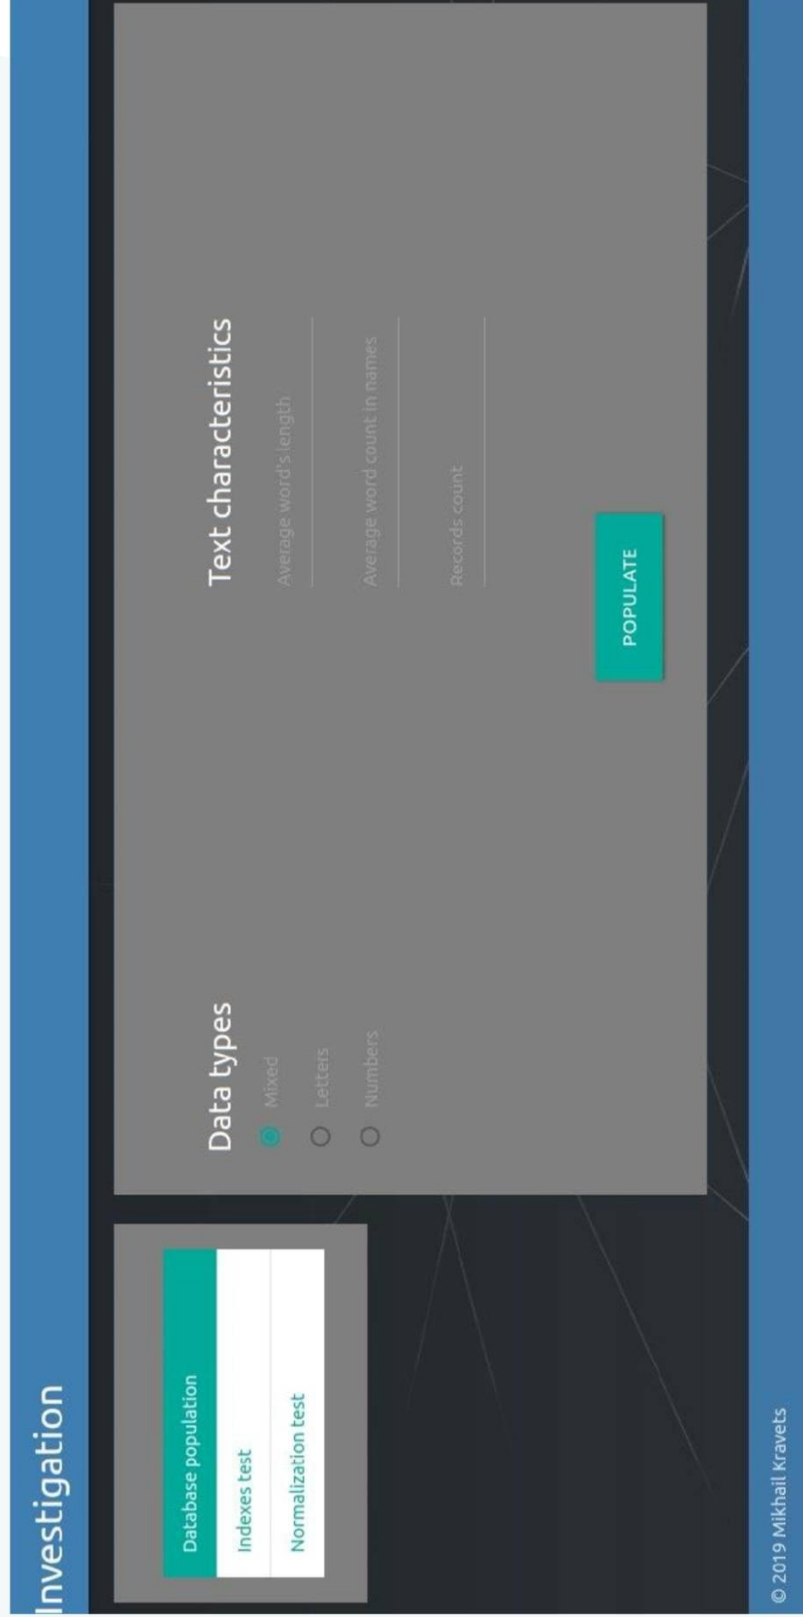 Investigation
Database population
Indexes test
Normalization test
Data types
Mixed
Letters
Numbers
Text characteristics
Average word's length
Average word count in names
Records count
POPULATE
© 2019 Mikhail Kravets